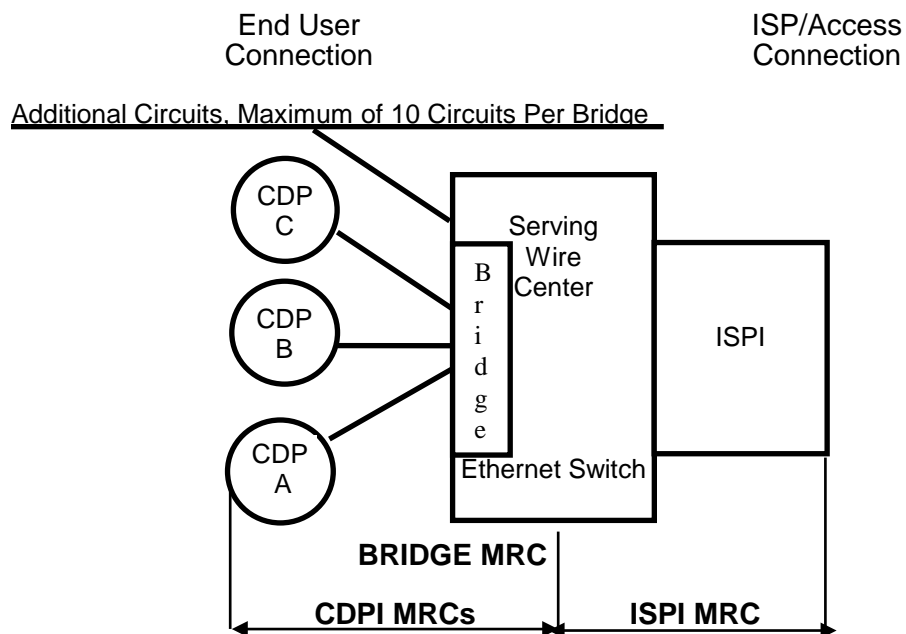 End User
Connection
ISP/Access
Connection
Additional Circuits, Maximum of 10 Circuits Per Bridge
CDP
C
CDP
B
CDP
A
Bridge
Serving
Wire
Center
Ethernet Switch
ISPI
BRIDGE MRC
CDPI MRCs
ISPI MRC